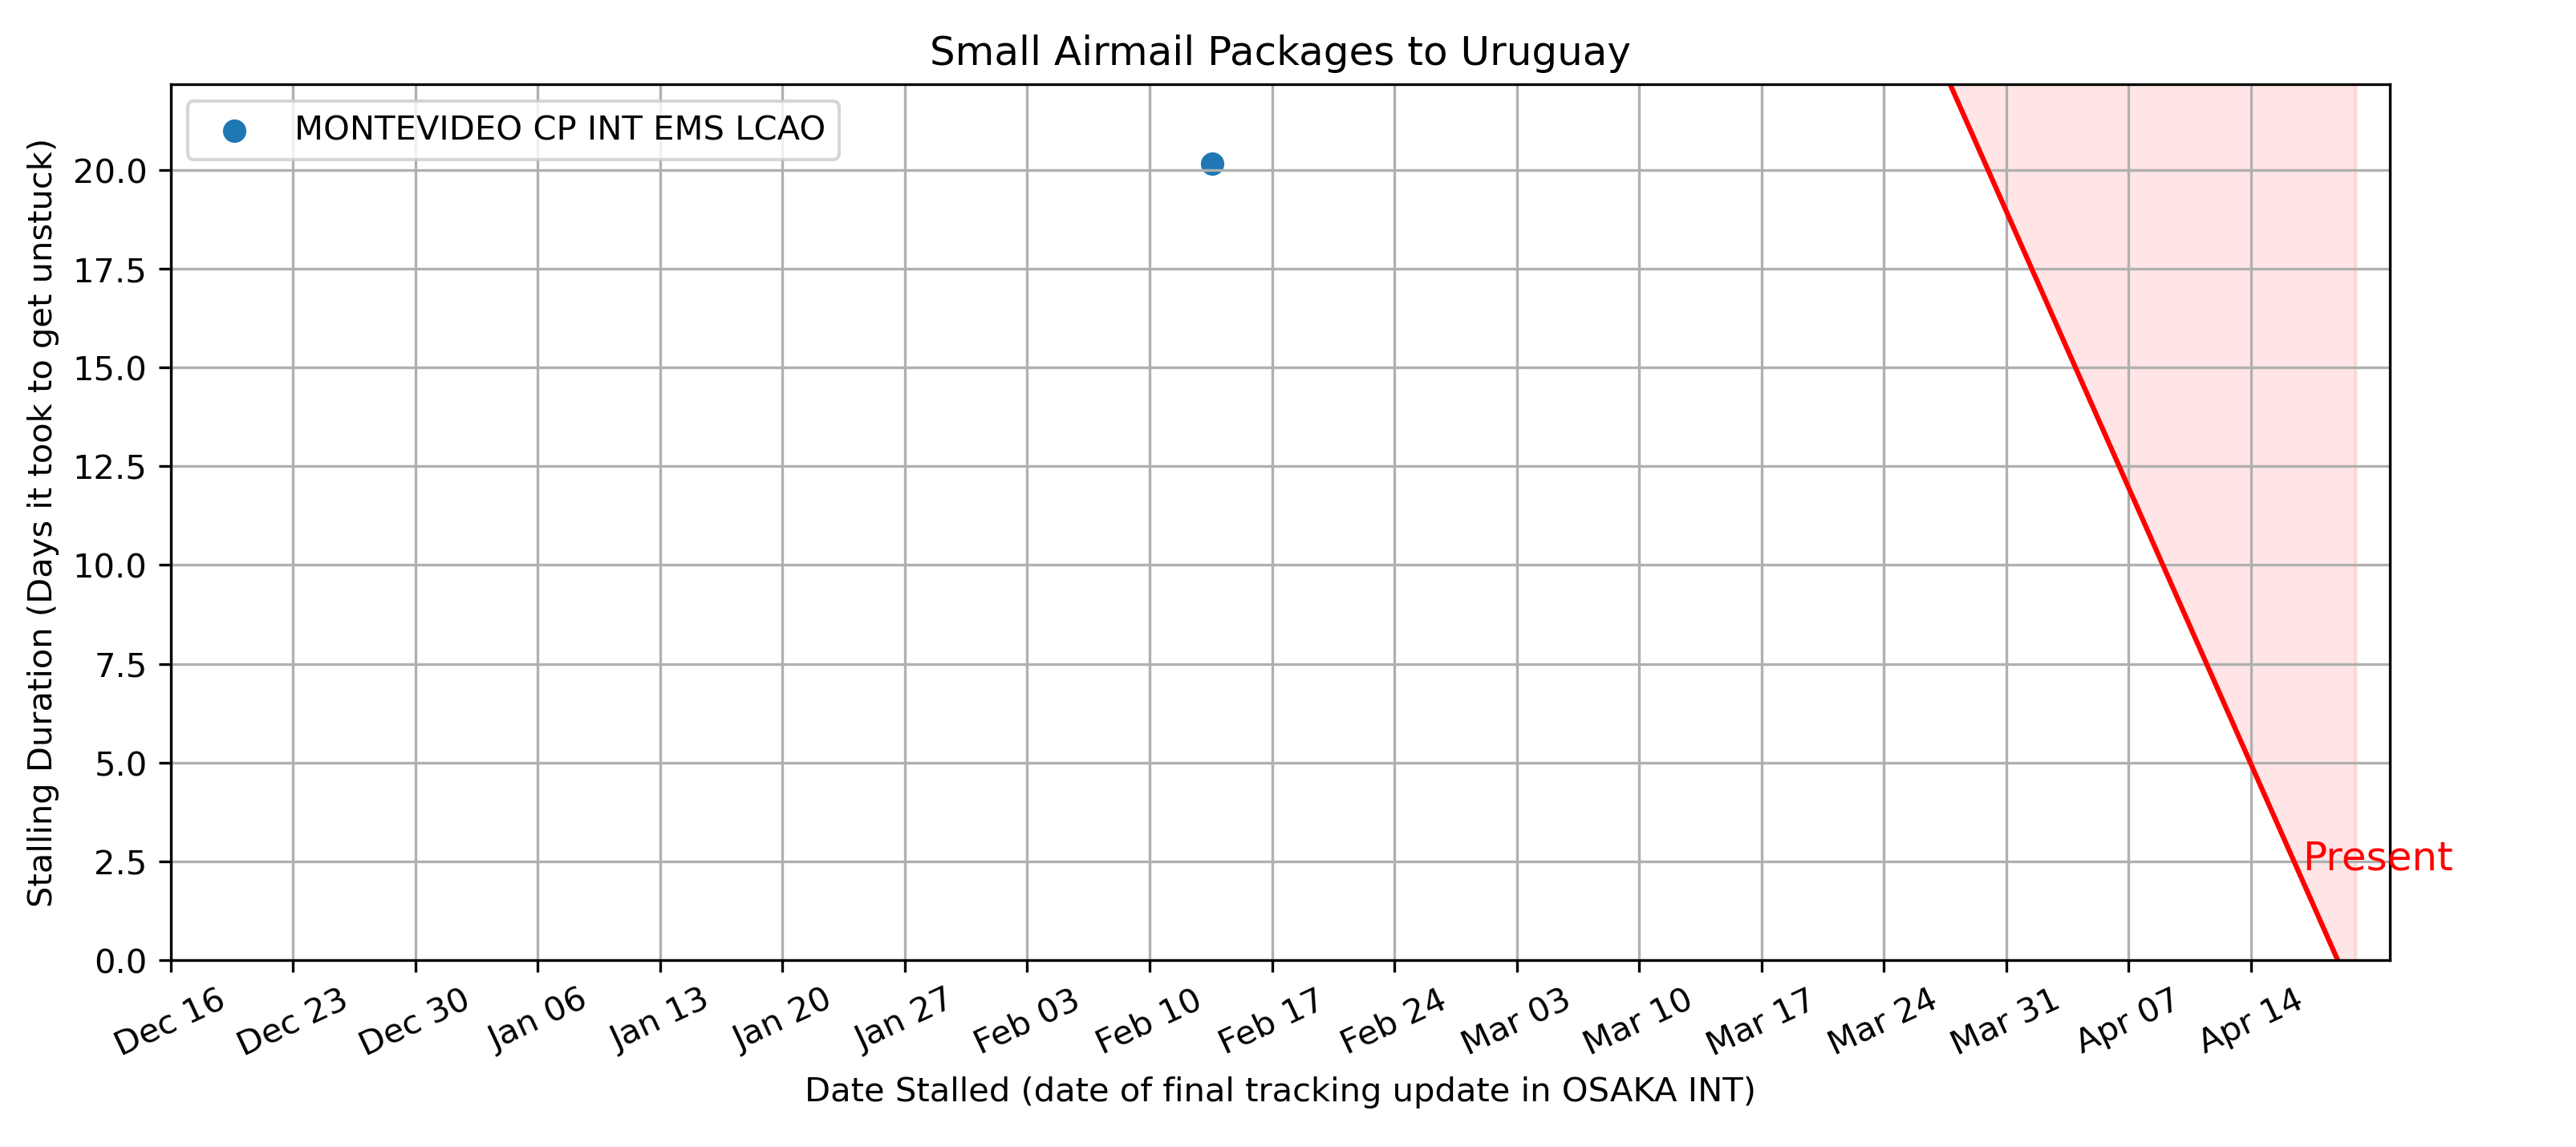 Small Airmail Packages to Uruguay
MONTEVIDEO CP INT EMS LCAO
Stalling Duration (Days it took to get unstuck)
20.0
17.5
15.0
12.5
10.0
7.5
5.0
2.5
0.0
Present
Dec 16
Dec 23
Dec 30
Jan 06
Jan 13
Jan 20
Jan 27
Feb 03
Feb 10
Feb 17
Feb 24
Mar 03
Mar 10
Mar 17
Mar 24
Mar 31
Apr 07
Apr 14
Date Stalled (date of final tracking update in OSAKA INT)